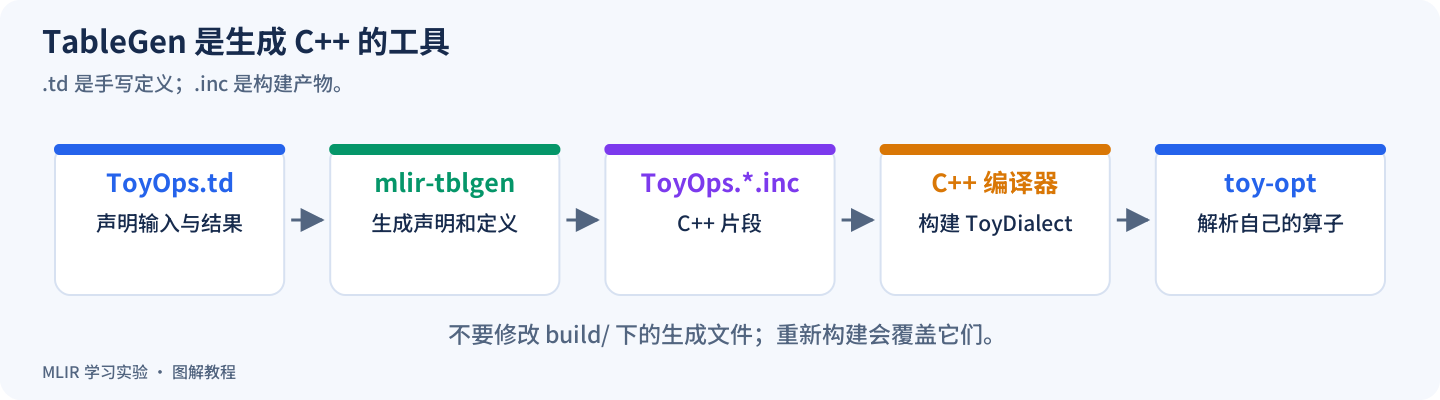 TableGen 是生成 C++ 的工具
.td 是手写定义；.inc 是构建产物。
ToyOps.td
声明输入与结果
mlir-tblgen
生成声明和定义
ToyOps.*.inc
C++ 片段
C++ 编译器
构建 ToyDialect
toy-opt
解析自己的算子
不要修改 build/ 下的生成文件；重新构建会覆盖它们。
MLIR 学习实验 · 图解教程